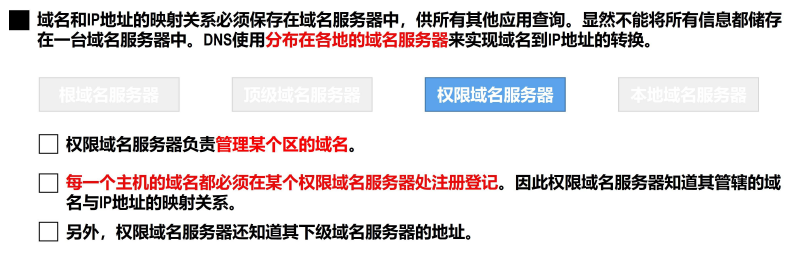 域名和IP地址的映射关系必须保存在域名服务器中，供所有其他应用查询。显然不能将所有信息都储存
在一台域名服务器中。DNS使用分布在各地的域名服务器来实现域名到IP地址的转换。
根域名服务器 顶级域名服务器 权限域名服务器 本地域名服务器
权限域名服务器负责管理某个区的域名。
每一个主机的域名都必须在某个权限域名服务器处注册登记。因此权限域名服务器知道其管辖的域
名与IP地址的映射关系。
另外，权限域名服务器还知道其下级域名服务器的地址。